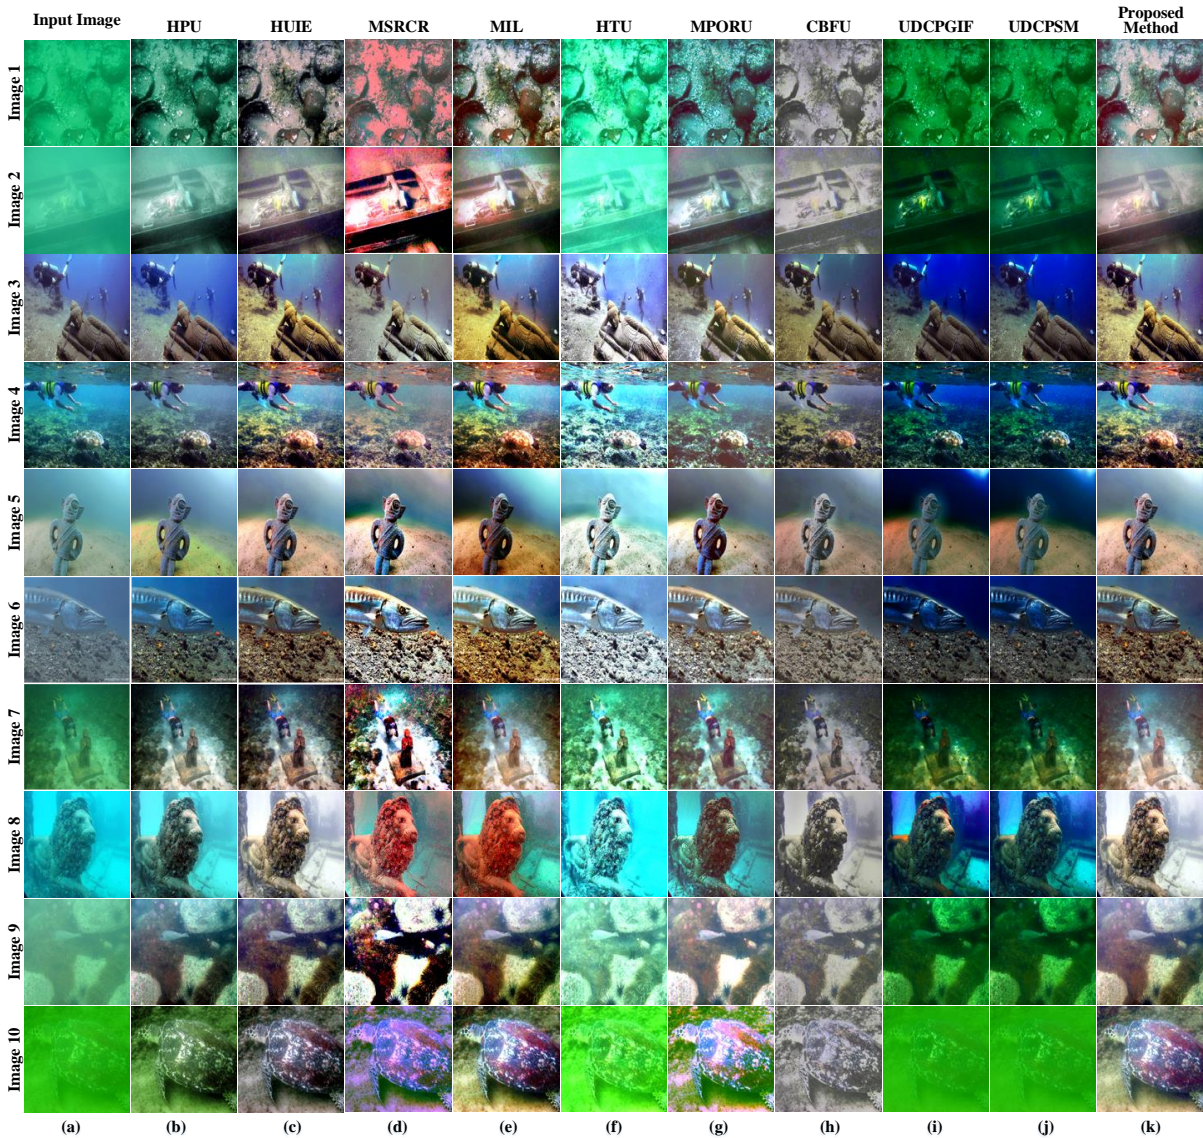 Input Image HPU HUIE MSRCR MIL HTU MPORU CBFU UDCPGIF UDCPSM Proposed Method
Image 1
Image 2
Image 3
Image 4
Image 5
Image 6
Image 7
Image 8
Image 9
Image 10
(a) (b) (c) (d) (e) (f) (g) (h) (i) (j) (k)